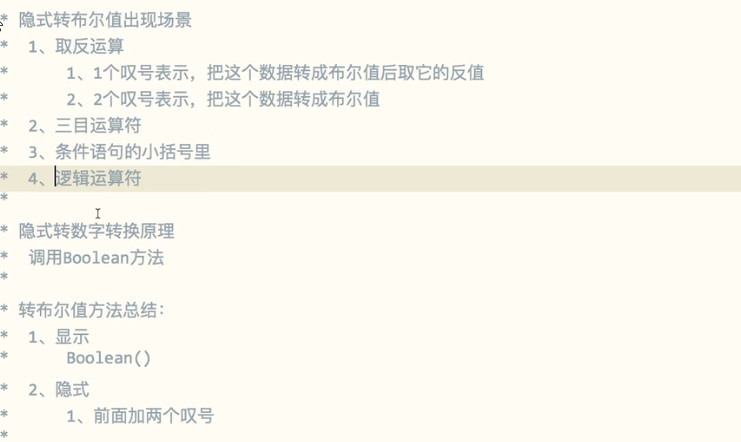 * 隐式转布尔值出现场景
* 1、取反运算
* 1、1个叹号表示，把这个数据转成布尔值后取它的反值
* 2、2个叹号表示，把这个数据转成布尔值
* 2、三目运算符
* 3、条件语句的小括号里
* 4、逻辑运算符
*
* 隐式转数字转换原理
* 调用Boolean方法
*
* 转布尔值方法总结：
* 1、显示
* Boolean()
* 2、隐式
* 1、前面加两个叹号
*